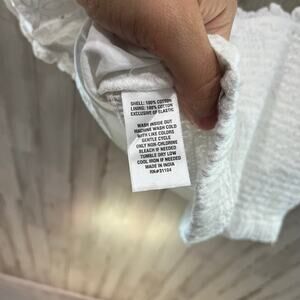 SHELL: 100% COTTON
LINING: 100% COTTON
EXCLUSIVE OF ELASTIC
WASH INSIDE OUT
MACHINE WASH COLD
WITH LIKE COLORS
GENTLE CYCLE
ONLY NON-CHLORINE
BLEACH IF NEEDED
TUMBLE DRY LOW
COOL IRON IF NEEDED
MADE IN INDIA
RN#31104